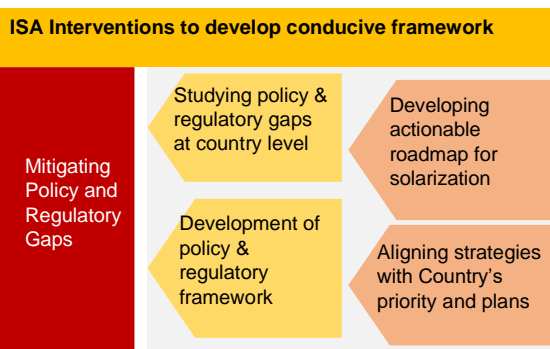 ISA Interventions to develop conducive framework
Mitigating
Policy and
Regulatory
Gaps
Studying policy &
regulatory gaps
at country level
Developing
actionable
roadmap for
solarization
Development of
policy &
regulatory
framework
Aligning strategies
with Country's
priority and plans